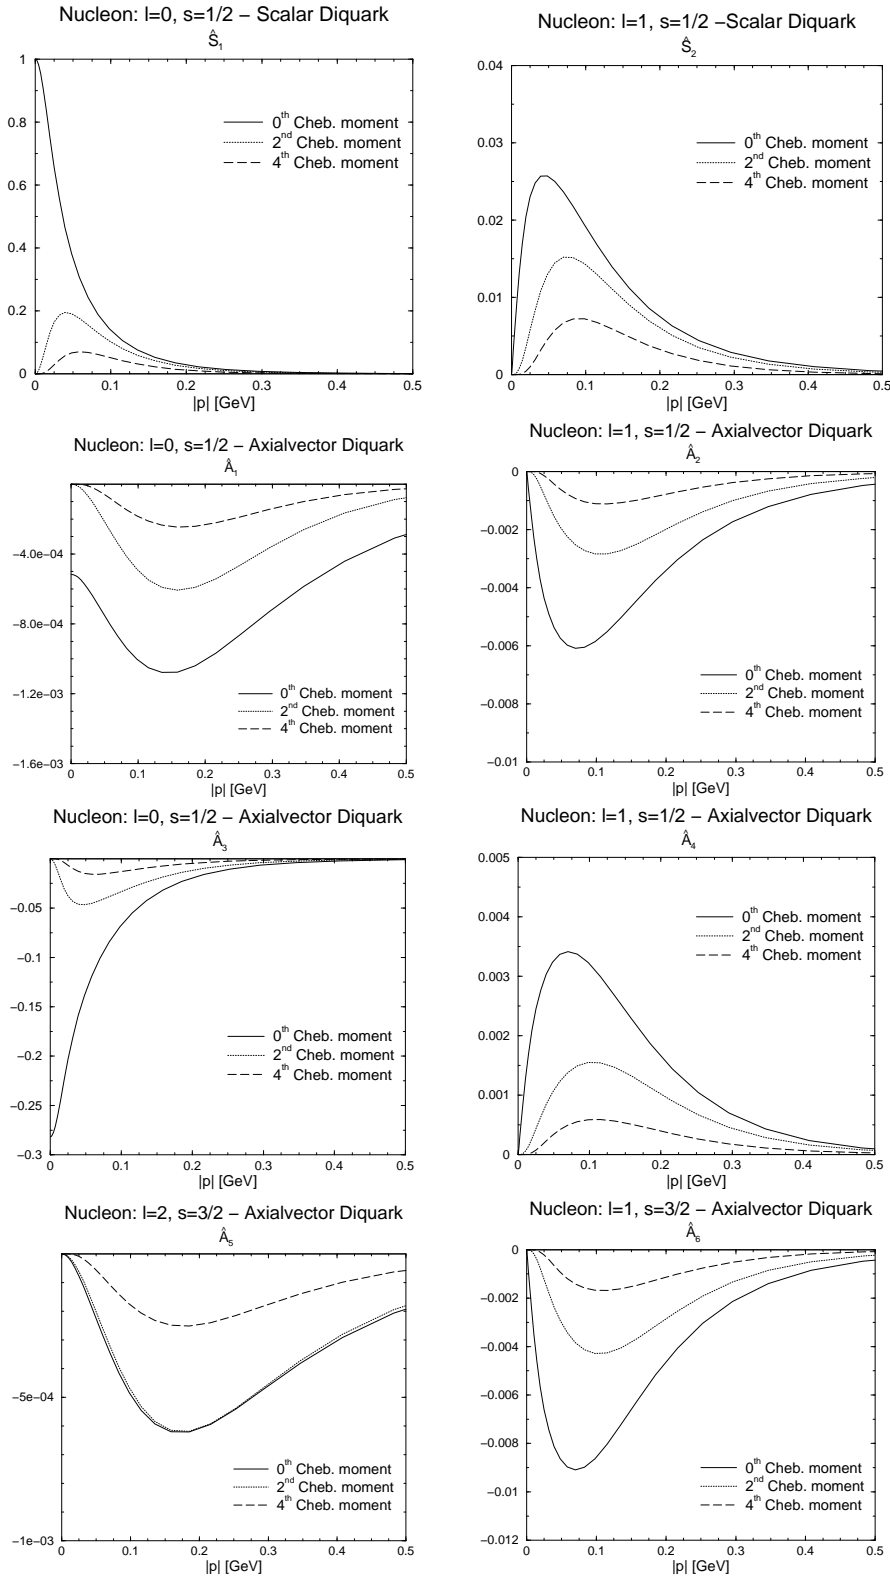 Nucleon: l=0, s=1/2 – Scalar Diquark
Ŝ₁
1
0.8
0.6
0.4
0.2
0
0th Cheb. moment
2nd Cheb. moment
4th Cheb. moment
0 0.1 0.2 0.3 0.4 0.5
|p| [GeV]
Nucleon: l=1, s=1/2 –Scalar Diquark
Ŝ₂
0.04
0.03
0.02
0.01
0
0th Cheb. moment
2nd Cheb. moment
4th Cheb. moment
0 0.1 0.2 0.3 0.4 0.5
|p| [GeV]
Nucleon: l=0, s=1/2 – Axialvector Diquark
Â₁
−4.0e−04
−8.0e−04
−1.2e−03
−1.6e−03
0th Cheb. moment
2nd Cheb. moment
4th Cheb. moment
0 0.1 0.2 0.3 0.4 0.5
|p| [GeV]
Nucleon: l=1, s=1/2 – Axialvector Diquark
Â₂
0
−0.002
−0.004
−0.006
−0.008
−0.01
0th Cheb. moment
2nd Cheb. moment
4th Cheb. moment
0 0.1 0.2 0.3 0.4 0.5
|p| [GeV]
Nucleon: l=0, s=1/2 – Axialvector Diquark
Â₃
−0.05
−0.1
−0.15
−0.2
−0.25
−0.3
0th Cheb. moment
2nd Cheb. moment
4th Cheb. moment
0 0.1 0.2 0.3 0.4 0.5
|p| [GeV]
Nucleon: l=1, s=1/2 – Axialvector Diquark
Â₄
0.005
0.004
0.003
0.002
0.001
0
0th Cheb. moment
2nd Cheb. moment
4th Cheb. moment
0 0.1 0.2 0.3 0.4 0.5
|p| [GeV]
Nucleon: l=2, s=3/2 – Axialvector Diquark
Â₅
−5e−04
−1e−03
0th Cheb. moment
2nd Cheb. moment
4th Cheb. moment
0 0.1 0.2 0.3 0.4 0.5
|p| [GeV]
Nucleon: l=1, s=3/2 – Axialvector Diquark
Â₆
0
−0.002
−0.004
−0.006
−0.008
−0.01
−0.012
0th Cheb. moment
2nd Cheb. moment
4th Cheb. moment
0 0.1 0.2 0.3 0.4 0.5
|p| [GeV]